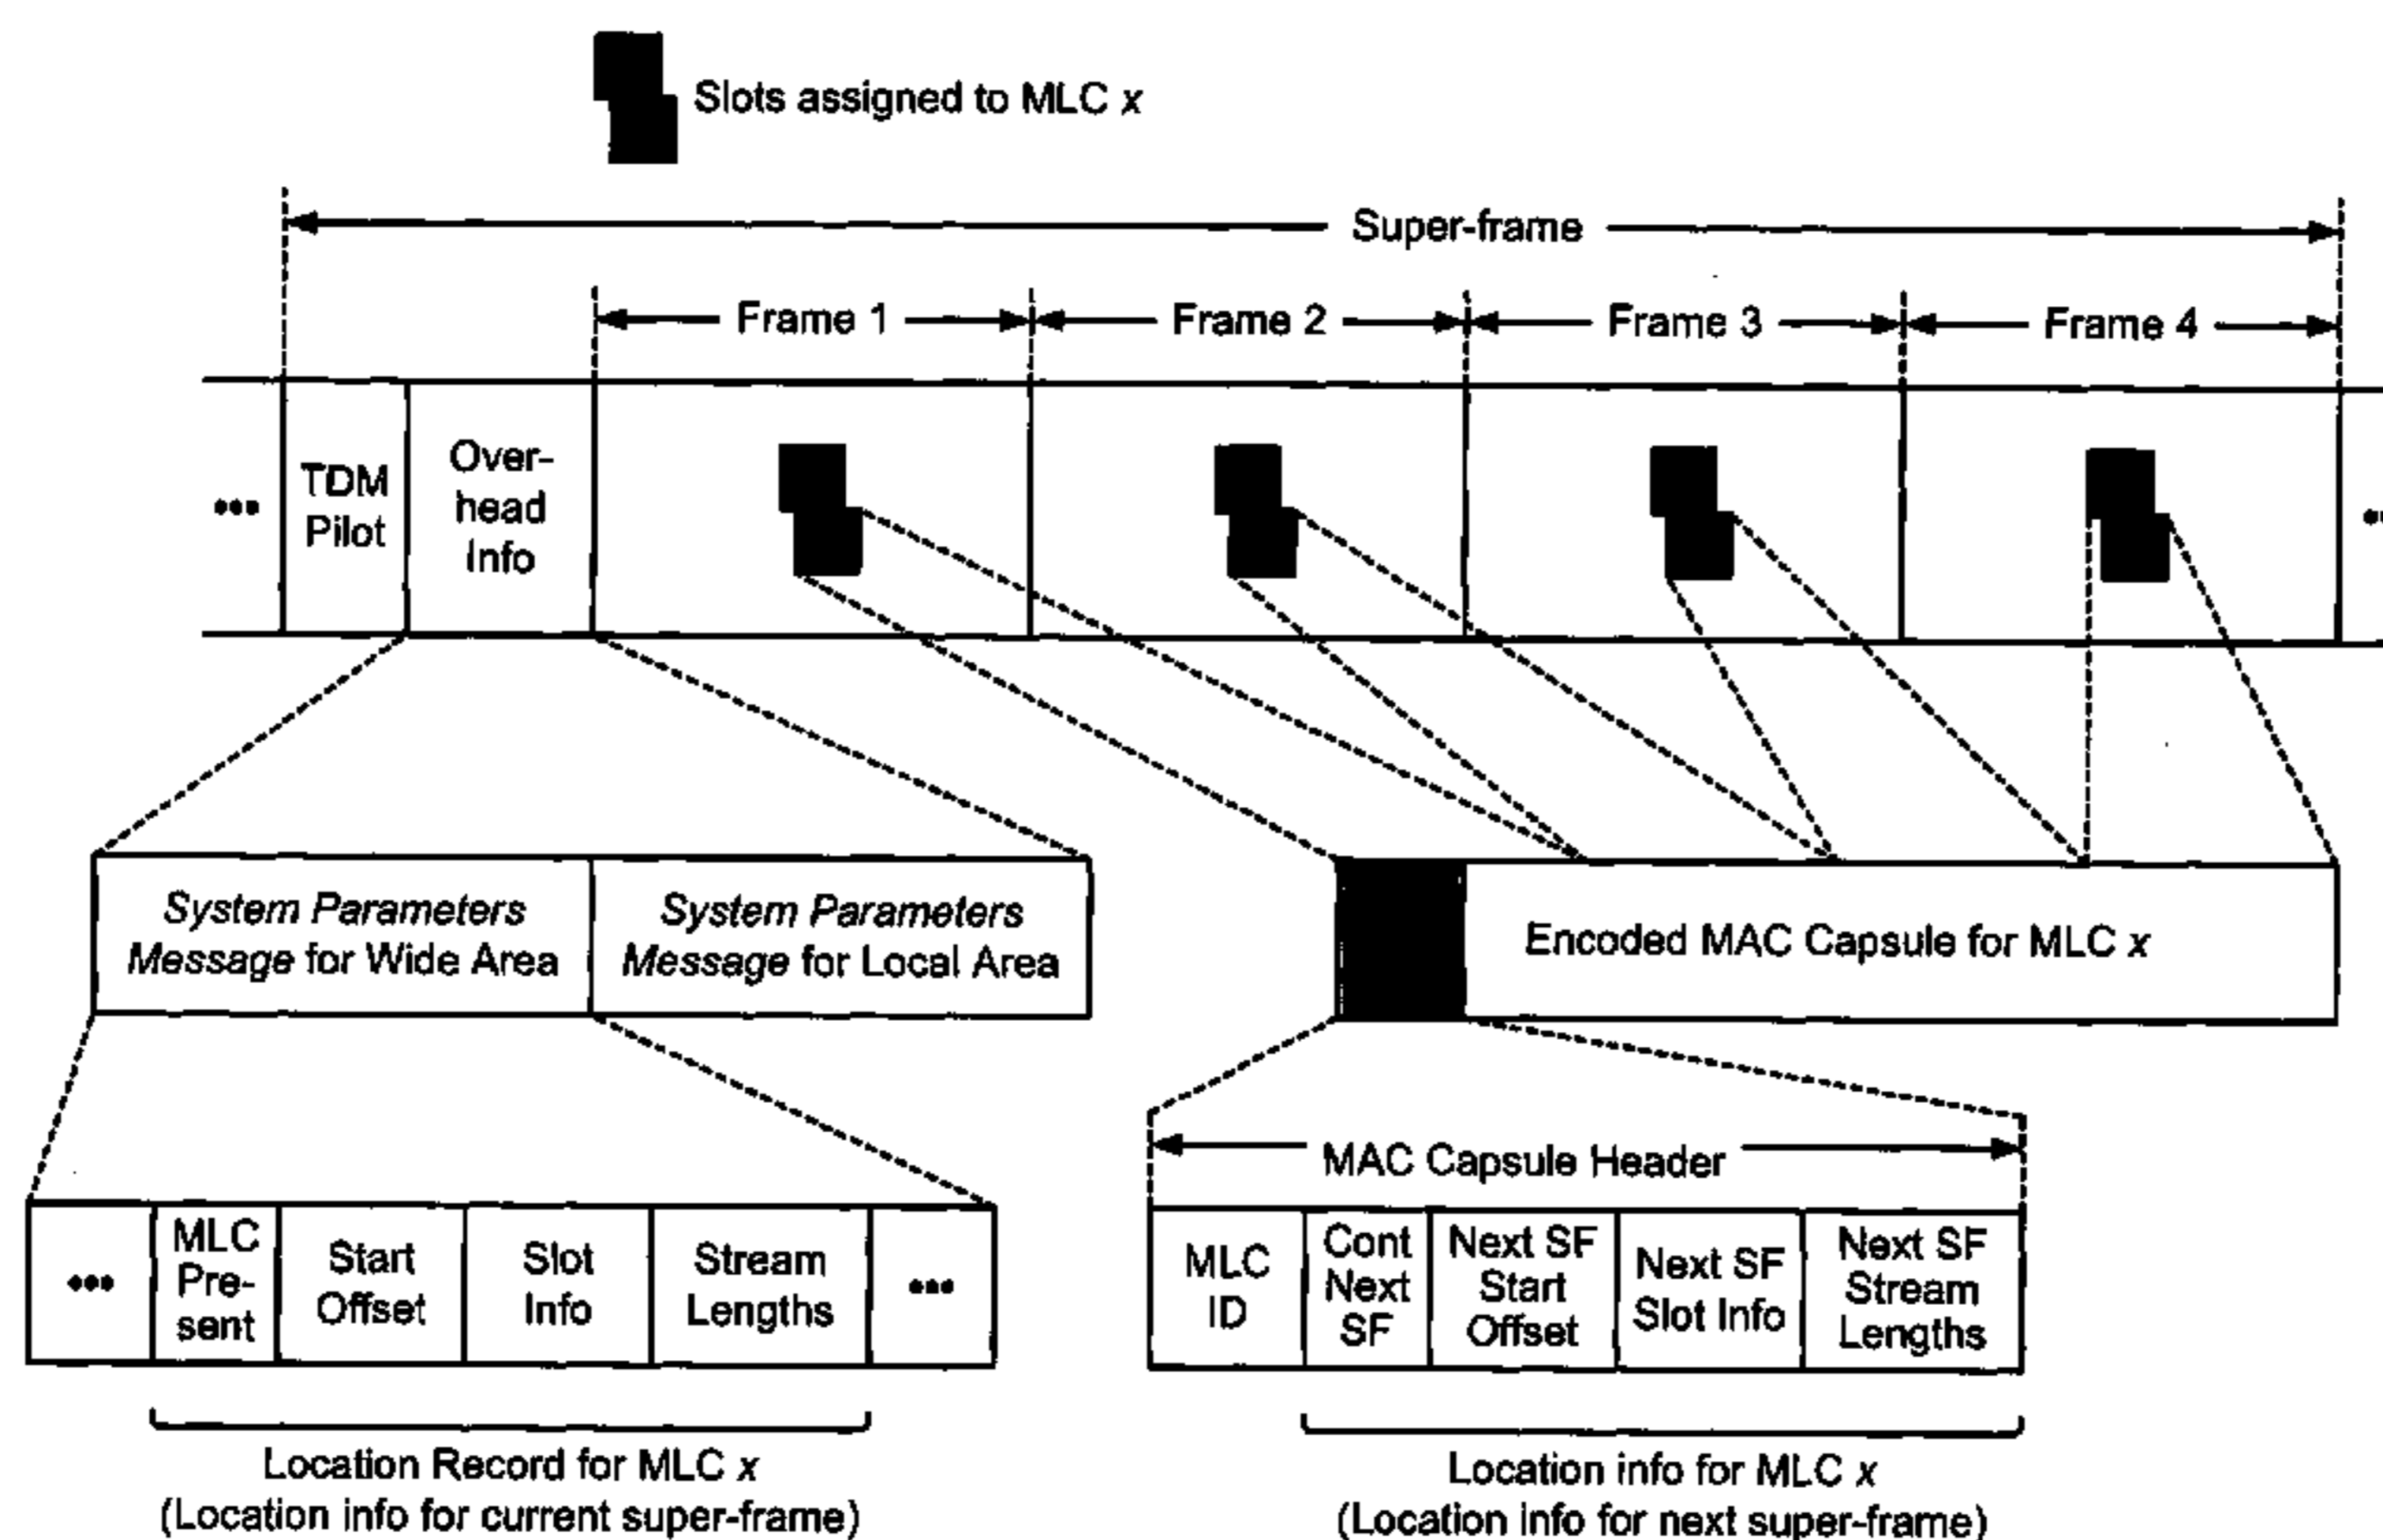 Slots assigned to MLC x
Super-frame
Frame 1
Frame 2
Frame 3
Frame 4
•••
TDM
Pilot
Over-
head
Info
••
System Parameters
Message for Wide Area
System Parameters
Message for Local Area
Encoded MAC Capsule for MLC x
MAC Capsule Header
•••
MLC
Pre-
sent
Start
Offset
Slot
Info
Stream
Lengths
•••
MLC
ID
Cont
Next
SF
Next SF
Start
Offset
Next SF
Slot Info
Next SF
Stream
Lengths
Location Record for MLC x
(Location info for current super-frame)
Location info for MLC x
(Location info for next super-frame)